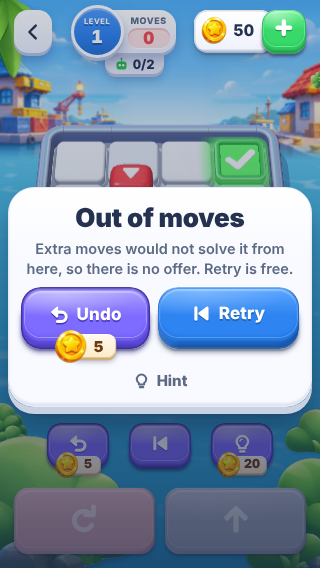 LEVEL
1
MOVES
0
0/2
50
Out of moves
Extra moves would not solve it from
here, so there is no offer. Retry is free.
Undo
5
Retry
Hint
5
20